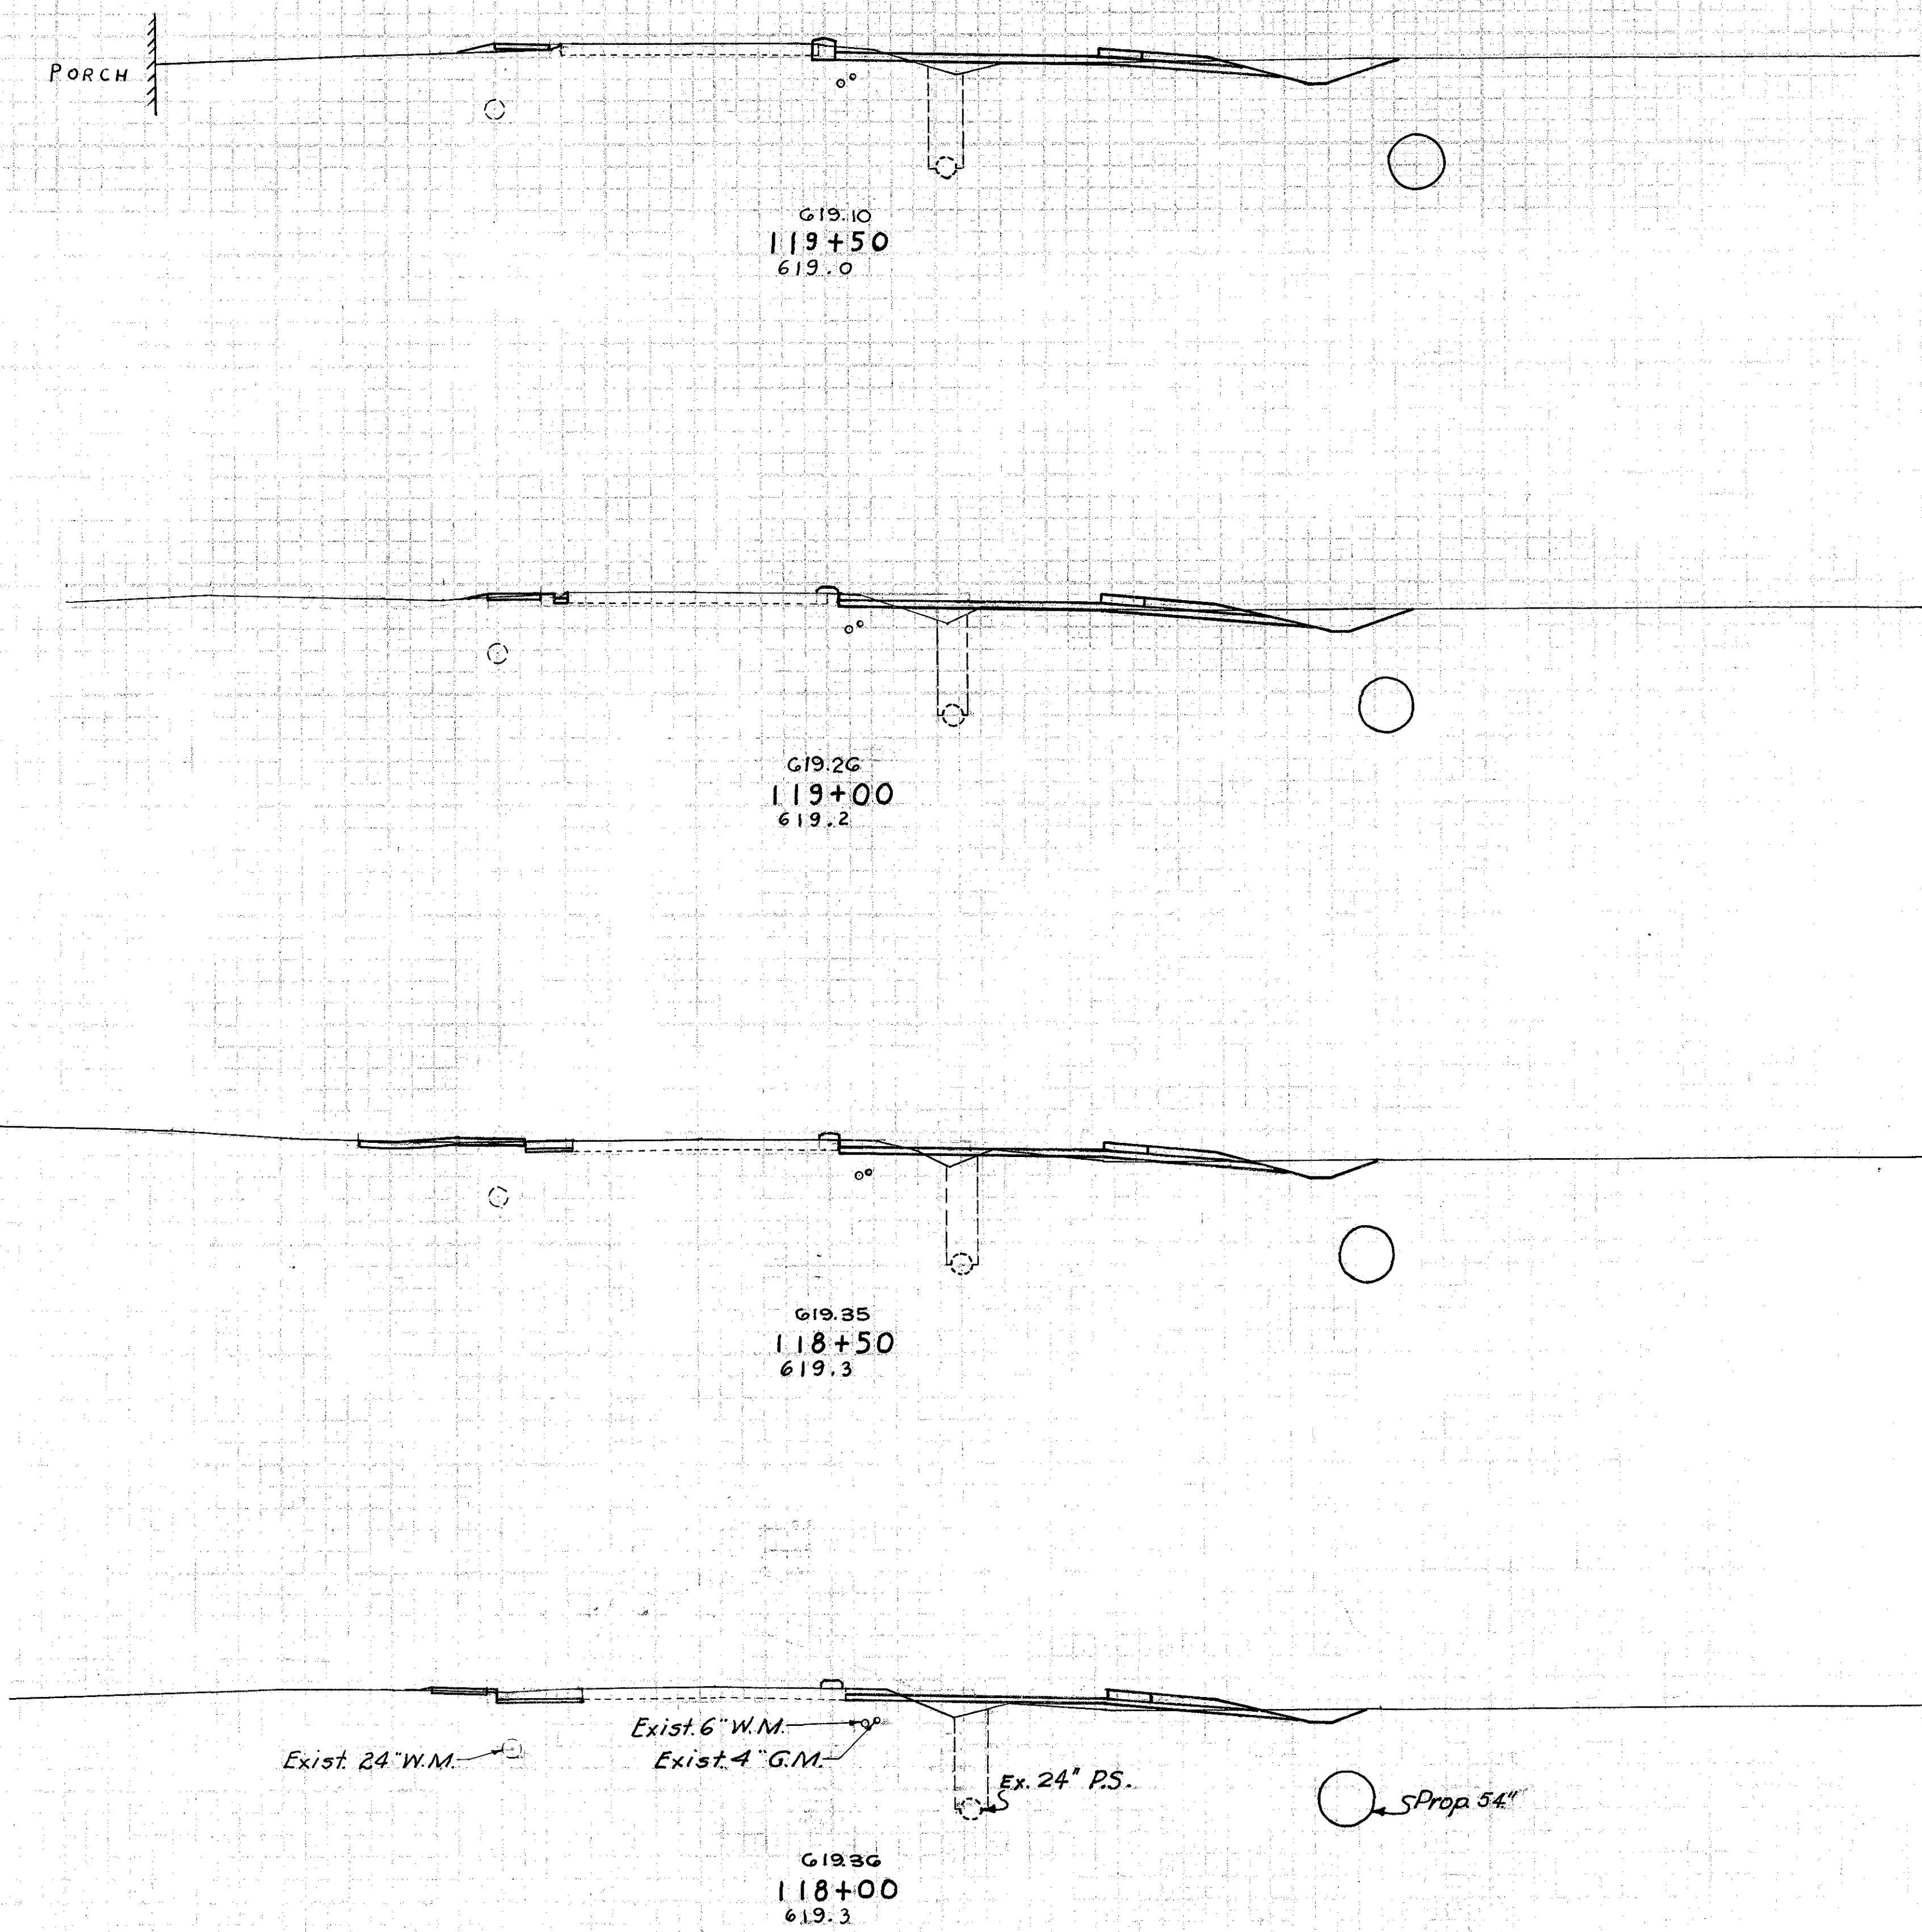 PORCH
619.10
119+50
619.0
619.26
119+00
619.2
619.35
118+50
619.3
Exist. 6" W.M.
Exist. 24" W.M.
Exist. 4" G.M.
Ex. 24" P.S.
Prop. 54"
619.36
118+00
619.3